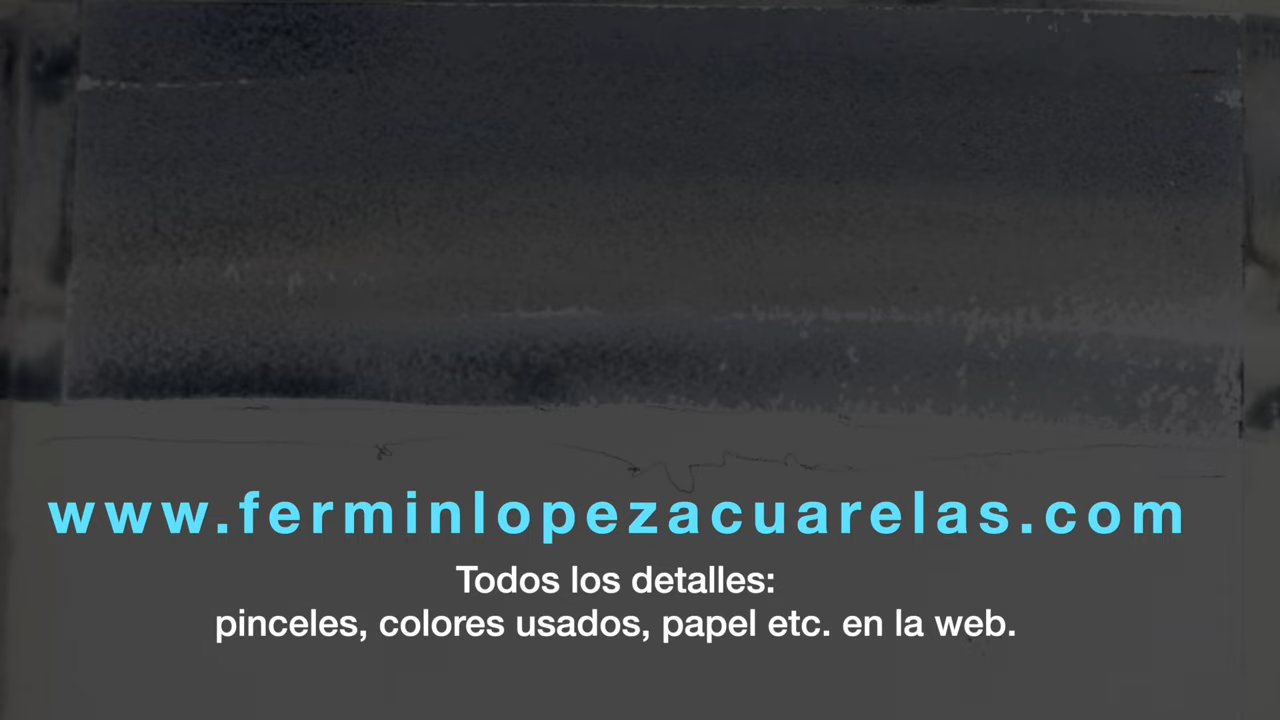 www.ferminlopezacuarelas.com
Todos los detalles:
pinceles, colores usados, papel etc. en la web.